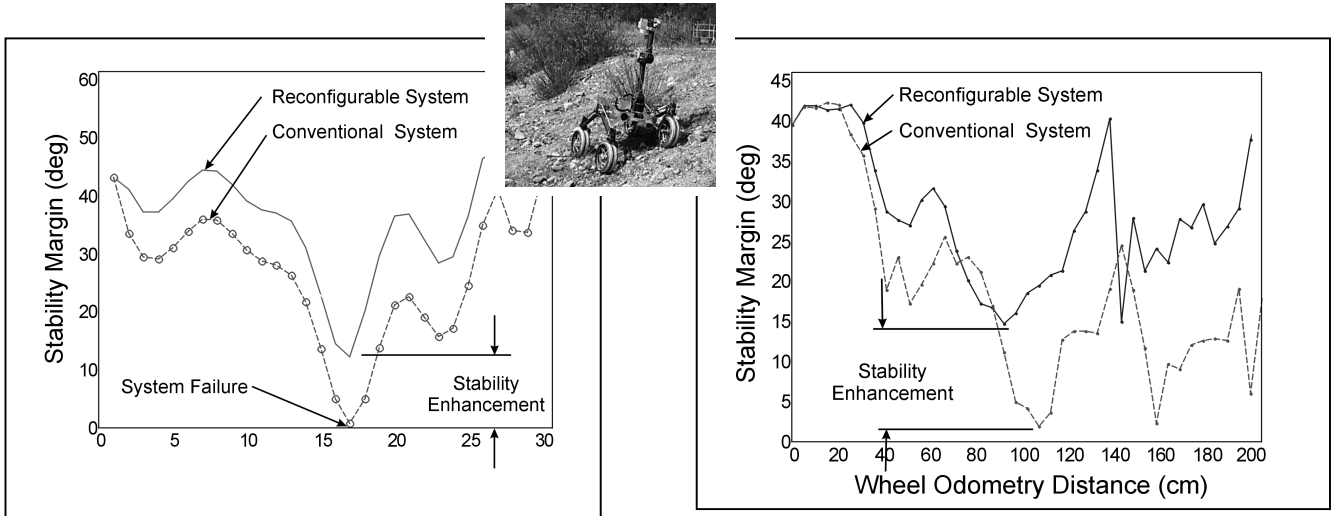 60
50
40
30
20
10
0
Stability Margin (deg)
Reconfigurable System
Conventional System
System Failure
Stability
Enhancement
0 5 10 15 20 25 30
45
40
35
30
25
20
15
10
5
0
Stability Margin (deg)
Reconfigurable System
Conventional System
Stability
Enhancement
0 20 40 60 80 100 120 140 160 180 200
Wheel Odometry Distance (cm)